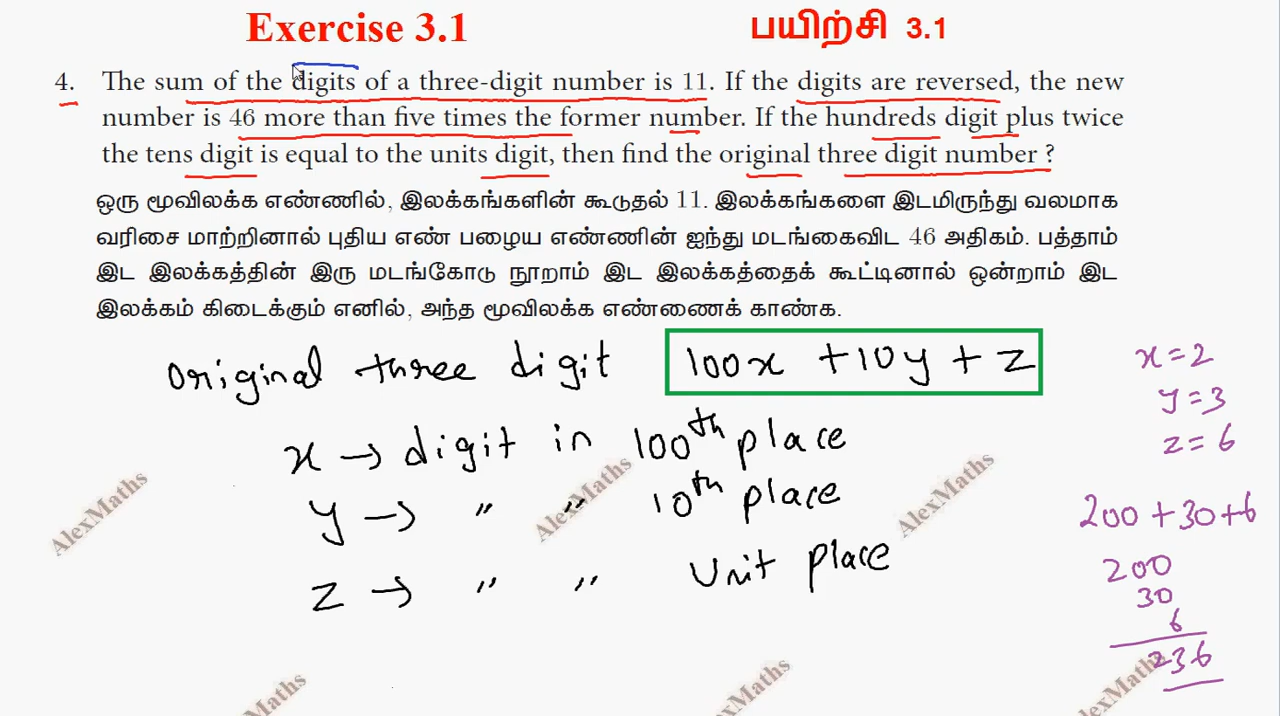 Exercise 3.1 பயிற்சி 3.1
4. The sum of the digits of a three-digit number is 11. If the digits are reversed, the new
number is 46 more than five times the former number. If the hundreds digit plus twice
the tens digit is equal to the units digit, then find the original three digit number ?
ஒரு மூவிலக்க எண்ணில், இலக்கங்களின் கூடுதல் 11. இலக்கங்களை இடமிருந்து வலமாக
வரிசை மாற்றினால் புதிய எண் பழைய எண்ணின் ஐந்து மடங்கைவிட 46 அதிகம். பத்தாம்
இட இலக்கத்தின் இரு மடங்கோடு நூறாம் இட இலக்கத்தைக் கூட்டினால் ஒன்றாம் இட
இலக்கம் கிடைக்கும் எனில், அந்த மூவிலக்க எண்ணைக் காண்க.
original three digit 100x + 10y + z
x → digit in 100th place
y → " " 10th place
z → " " Unit place
x = 2
y = 3
z = 6
200 + 30 + 6
200
30
6
236
AlexMaths
AlexMaths
AlexMaths
AlexMaths
AlexMaths
AlexMaths